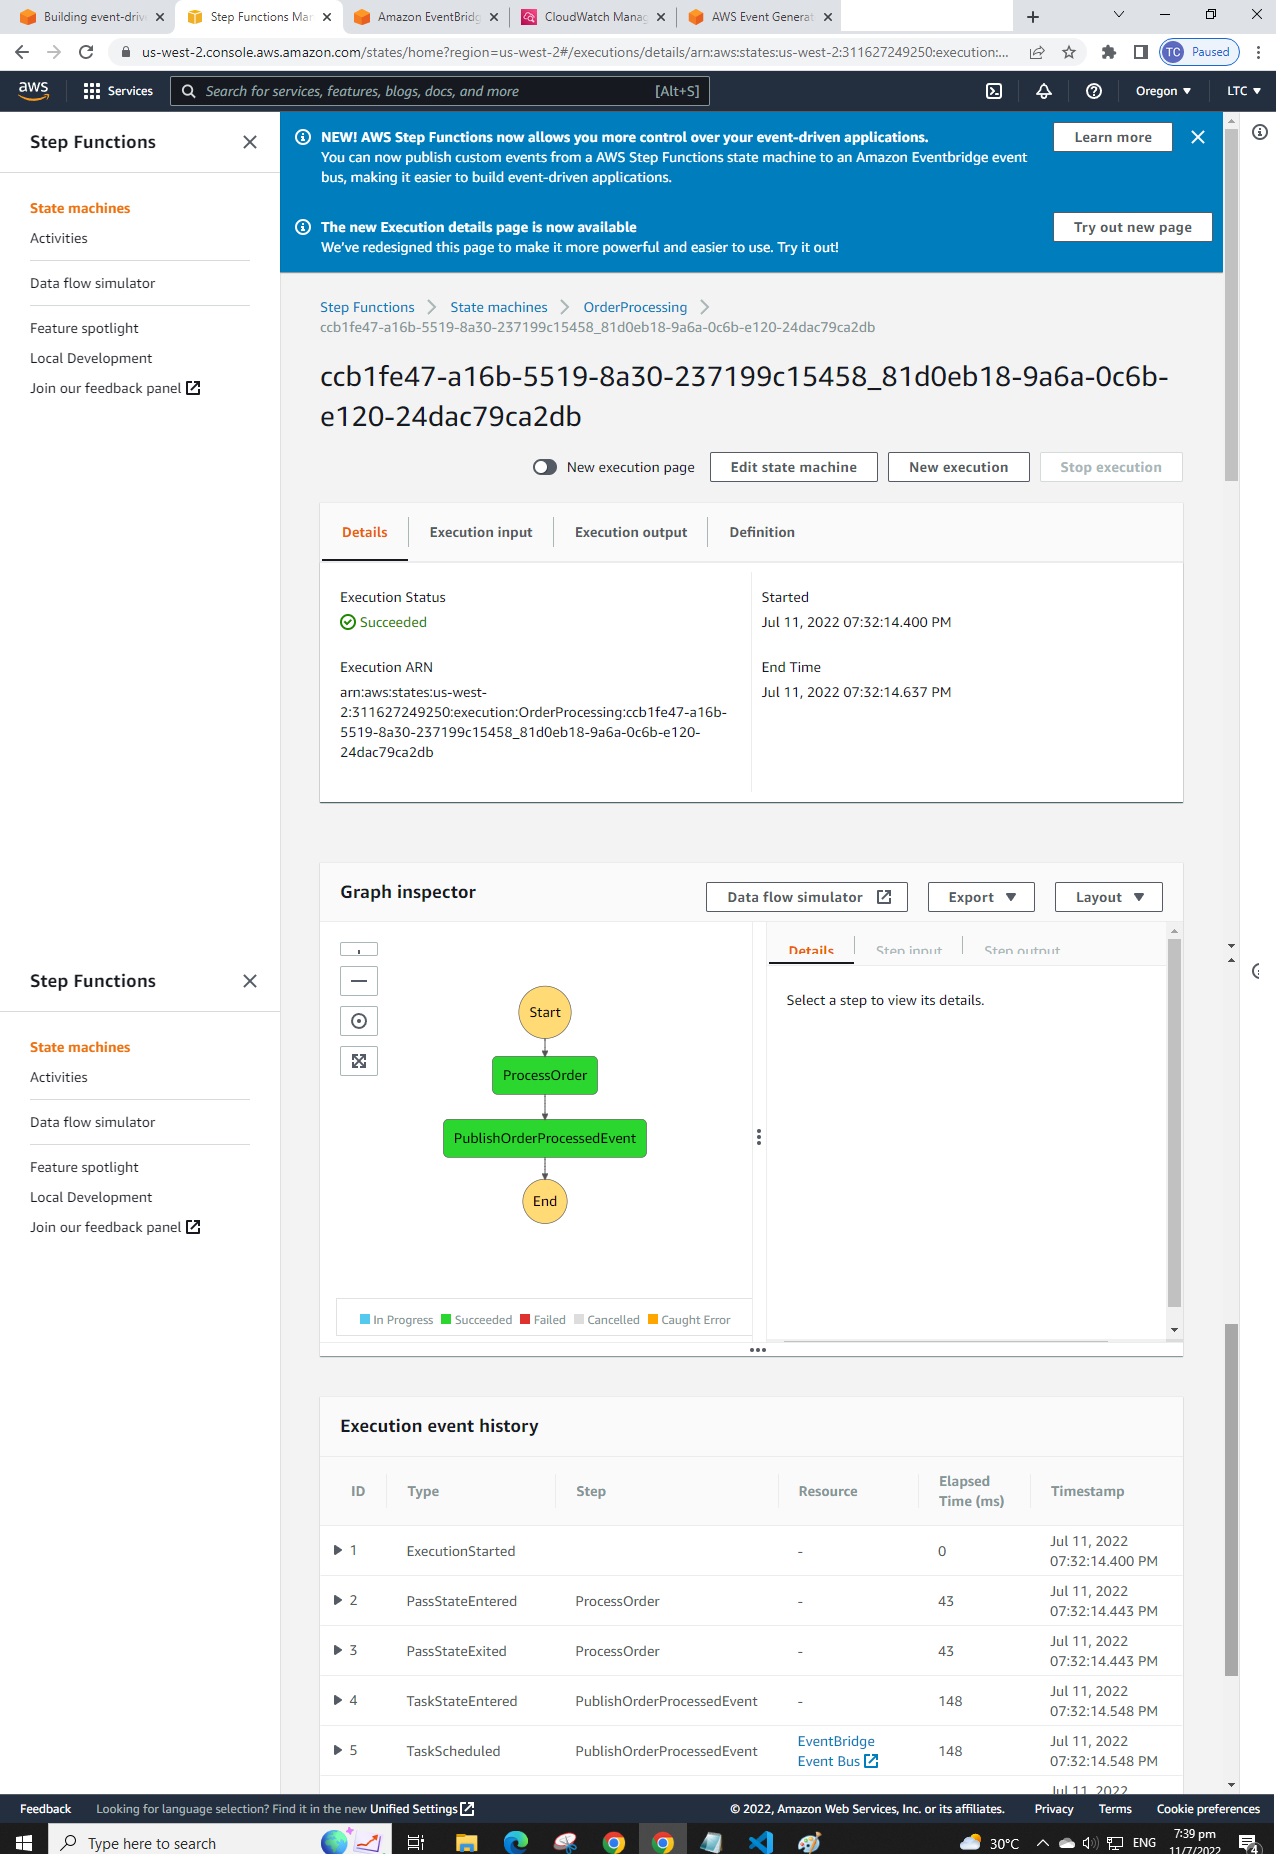 Building event-driv
Step Functions Man
Amazon EventBridg
CloudWatch Manag
AWS Event Generat
us-west-2.console.aws.amazon.com/states/home?region=us-west-2#/executions/details/arn:aws:states:us-west-2:311627249250:execution:...
TC Paused
aws
Services
Search for services, features, blogs, docs, and more [Alt+S]
Oregon
LTC
Step Functions
State machines
Activities
Data flow simulator
Feature spotlight
Local Development
Join our feedback panel
NEW! AWS Step Functions now allows you more control over your event-driven applications.
You can now publish custom events from a AWS Step Functions state machine to an Amazon Eventbridge event
bus, making it easier to build event-driven applications.
Learn more
The new Execution details page is now available
We've redesigned this page to make it more powerful and easier to use. Try it out!
Try out new page
Step Functions State machines OrderProcessing
ccb1fe47-a16b-5519-8a30-237199c15458_81d0eb18-9a6a-0c6b-e120-24dac79ca2db
ccb1fe47-a16b-5519-8a30-237199c15458_81d0eb18-9a6a-0c6b-
e120-24dac79ca2db
New execution page
Edit state machine
New execution
Stop execution
Details
Execution input
Execution output
Definition
Execution Status
Succeeded
Execution ARN
arn:aws:states:us-west-
2:311627249250:execution:OrderProcessing:ccb1fe47-a16b-
5519-8a30-237199c15458_81d0eb18-9a6a-0c6b-e120-
24dac79ca2db
Started
Jul 11, 2022 07:32:14.400 PM
End Time
Jul 11, 2022 07:32:14.637 PM
Graph inspector
Data flow simulator
Export
Layout
Details
Step input
Step output
Select a step to view its details.
Start
ProcessOrder
PublishOrderProcessedEvent
End
In Progress Succeeded Failed Cancelled Caught Error
Step Functions
State machines
Activities
Data flow simulator
Feature spotlight
Local Development
Join our feedback panel
Execution event history
ID Type Step Resource Elapsed Time (ms) Timestamp
1 ExecutionStarted - 0 Jul 11, 2022 07:32:14.400 PM
2 PassStateEntered ProcessOrder - 43 Jul 11, 2022 07:32:14.443 PM
3 PassStateExited ProcessOrder - 43 Jul 11, 2022 07:32:14.443 PM
4 TaskStateEntered PublishOrderProcessedEvent - 148 Jul 11, 2022 07:32:14.548 PM
5 TaskScheduled PublishOrderProcessedEvent EventBridge Event Bus 148 Jul 11, 2022 07:32:14.548 PM
Jul 11, 2022
Feedback
Looking for language selection? Find it in the new Unified Settings
© 2022, Amazon Web Services, Inc. or its affiliates.
Privacy
Terms
Cookie preferences
Type here to search
30°C
ENG
7:39 pm
11/7/2022
4